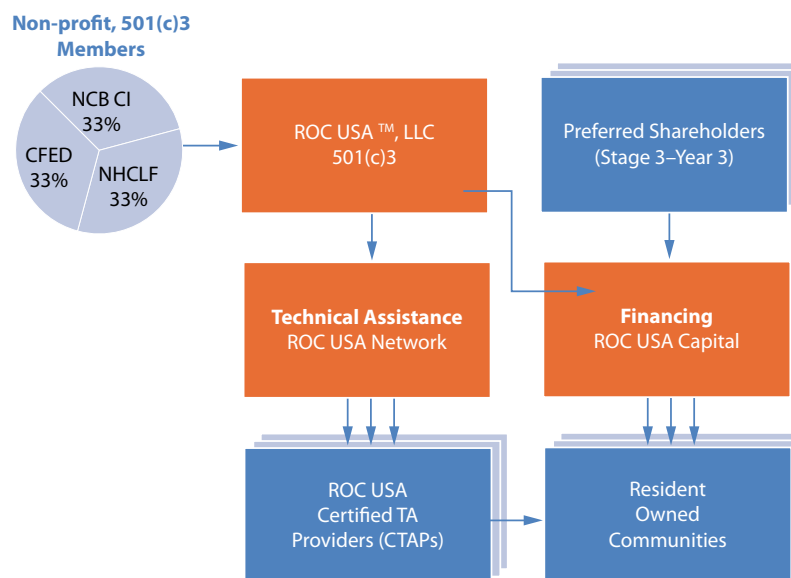 Non-profit, 501(c)3
Members
NCB CI
33%
CFED
33%
NHCLF
33%
ROC USA ™, LLC
501(c)3
Preferred Shareholders
(Stage 3–Year 3)
Technical Assistance
ROC USA Network
Financing
ROC USA Capital
ROC USA
Certified TA
Providers (CTAPs)
Resident
Owned
Communities